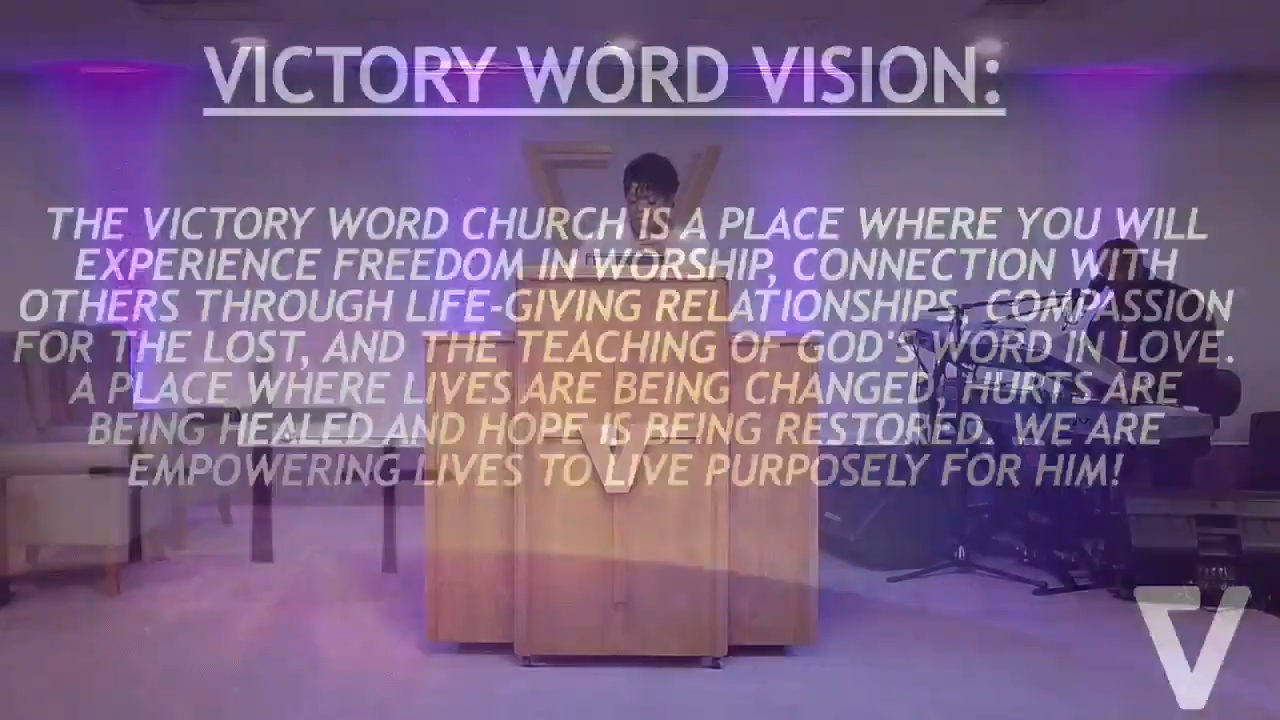 VICTORY WORD VISION:
THE VICTORY WORD CHURCH IS A PLACE WHERE YOU WILL
EXPERIENCE FREEDOM IN WORSHIP, CONNECTION WITH
OTHERS THROUGH LIFE-GIVING RELATIONSHIPS, COMPASSION
FOR THE LOST, AND THE TEACHING OF GOD'S WORD IN LOVE.
A PLACE WHERE LIVES ARE BEING CHANGED, HURTS ARE
BEING HEALED AND HOPE IS BEING RESTORED. WE ARE
EMPOWERING LIVES TO LIVE PURPOSELY FOR HIM!
V
V